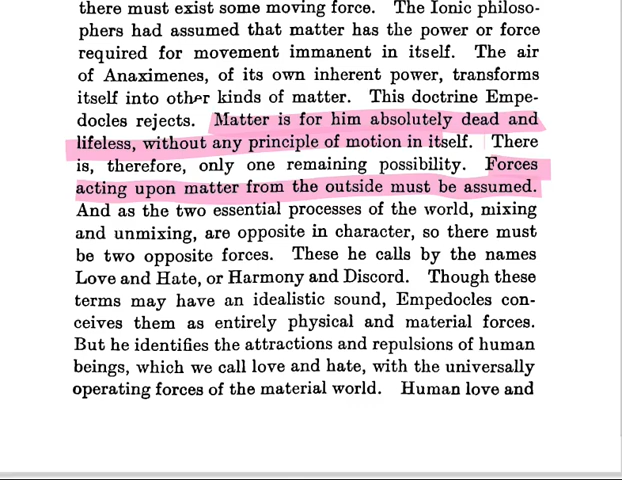 there must exist some moving force. The Ionic philoso-
phers had assumed that matter has the power or force
required for movement immanent in itself. The air
of Anaximenes, of its own inherent power, transforms
itself into other kinds of matter. This doctrine Empe-
docles rejects. Matter is for him absolutely dead and
lifeless, without any principle of motion in itself. There
is, therefore, only one remaining possibility. Forces
acting upon matter from the outside must be assumed.
And as the two essential processes of the world, mixing
and unmixing, are opposite in character, so there must
be two opposite forces. These he calls by the names
Love and Hate, or Harmony and Discord. Though these
terms may have an idealistic sound, Empedocles con-
ceives them as entirely physical and material forces.
But he identifies the attractions and repulsions of human
beings, which we call love and hate, with the universally
operating forces of the material world. Human love and